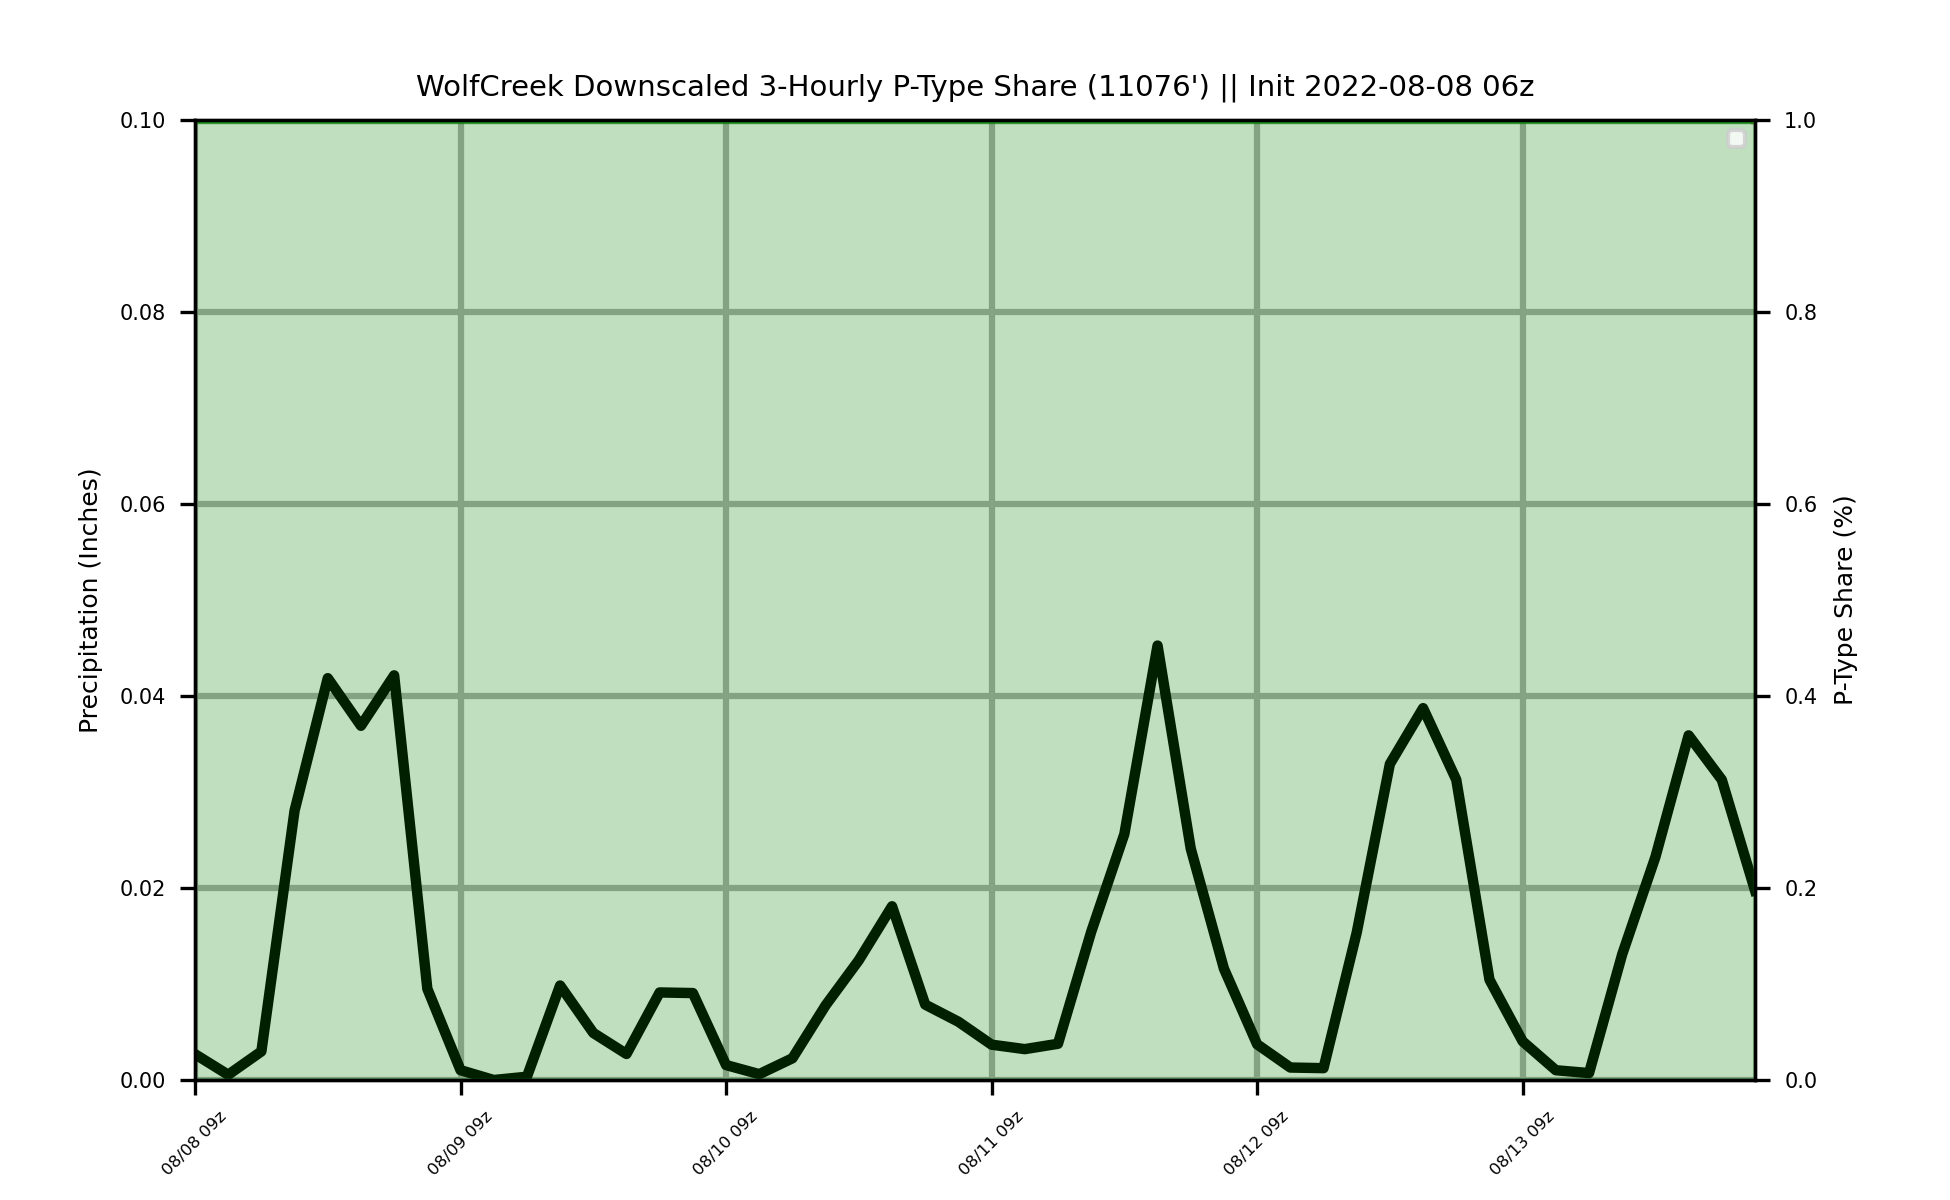 WolfCreek Downscaled 3-Hourly P-Type Share (11076') || Init 2022-08-08 06z
0.10
0.08
0.06
0.04
0.02
0.00
Precipitation (Inches)
1.0
0.8
0.6
0.4
0.2
0.0
P-Type Share (%)
08/08 09z
08/09 09z
08/10 09z
08/11 09z
08/12 09z
08/13 09z